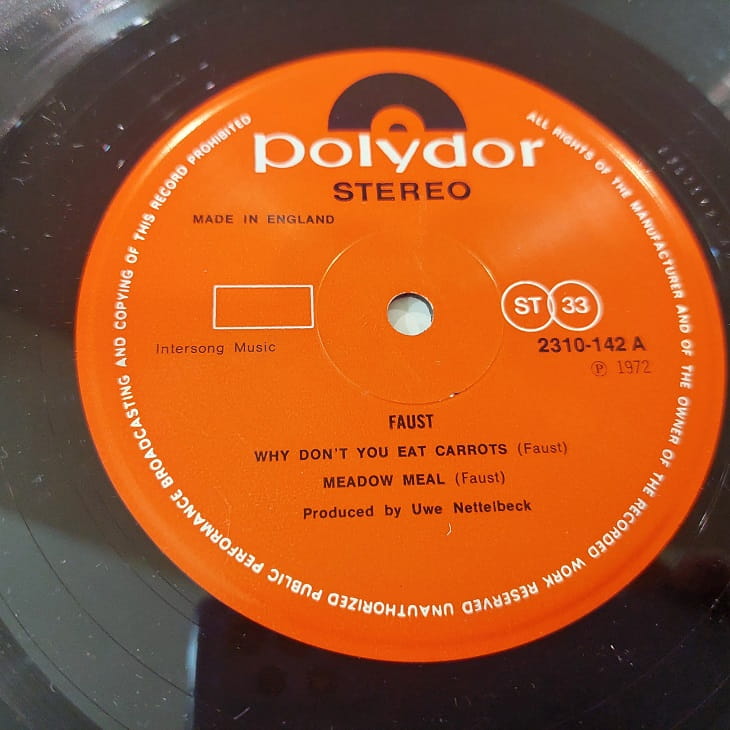 polydor
STEREO
MADE IN ENGLAND
ST 33
Intersong Music
2310-142 A
℗ 1972
FAUST
WHY DON'T YOU EAT CARROTS (Faust)
MEADOW MEAL (Faust)
Produced by Uwe Nettelbeck
ALL RIGHTS OF THE MANUFACTURER AND OF THE OWNER OF THE RECORDED WORK RESERVED UNAUTHORIZED PUBLIC PERFORMANCE BROADCASTING AND COPYING OF THIS RECORD PROHIBITED